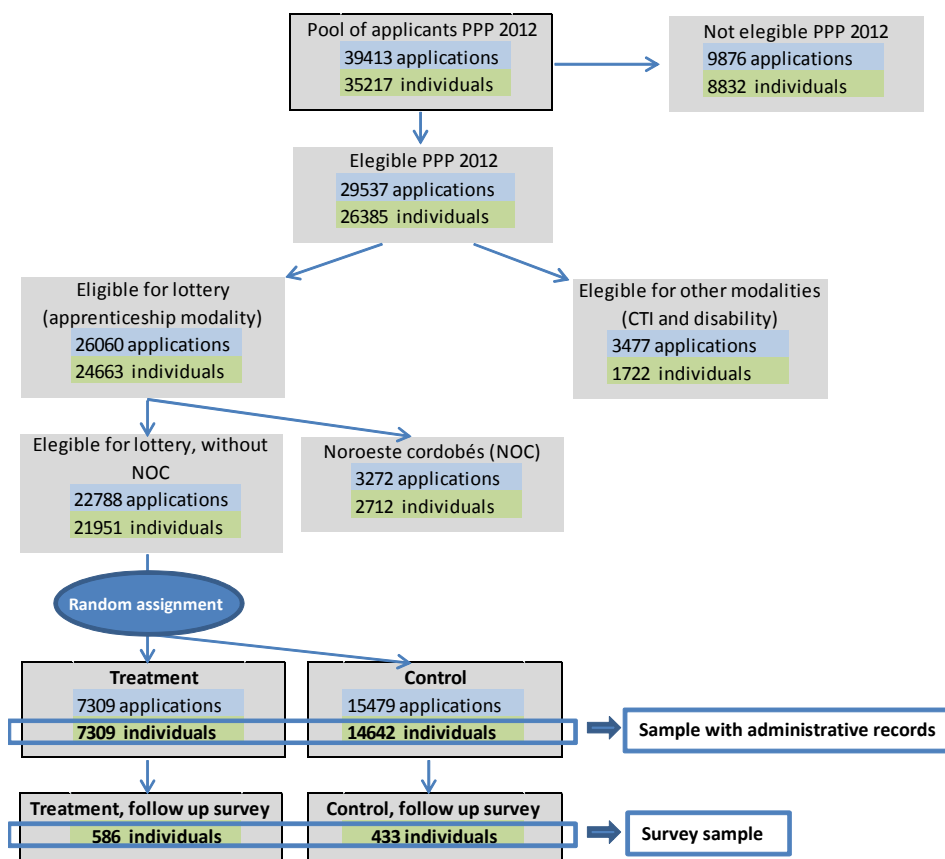 Pool of applicants PPP 2012
39413 applications
35217 individuals
Not elegible PPP 2012
9876 applications
8832 individuals
Elegible PPP 2012
29537 applications
26385 individuals
Eligible for lottery
(apprenticeship modality)
26060 applications
24663 individuals
Elegible for other modalities
(CTI and disability)
3477 applications
1722 individuals
Elegible for lottery, without
NOC
22788 applications
21951 individuals
Noroeste cordobés (NOC)
3272 applications
2712 individuals
Random assignment
Treatment
7309 applications
7309 individuals
Control
15479 applications
14642 individuals
Sample with administrative records
Treatment, follow up survey
586 individuals
Control, follow up survey
433 individuals
Survey sample